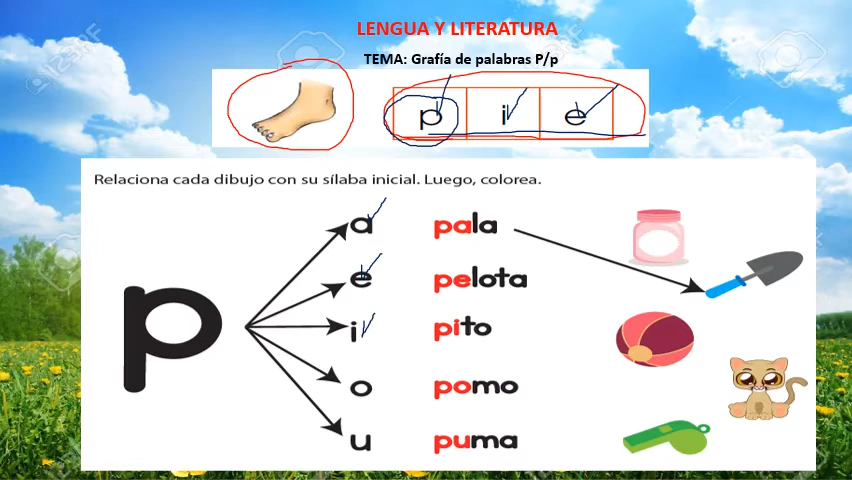 LENGUA Y LITERATURA
TEMA: Grafía de palabras P/p
p i e
Relaciona cada dibujo con su sílaba inicial. Luego, colorea.
p
a pala
e pelota
i pito
o pomo
u puma